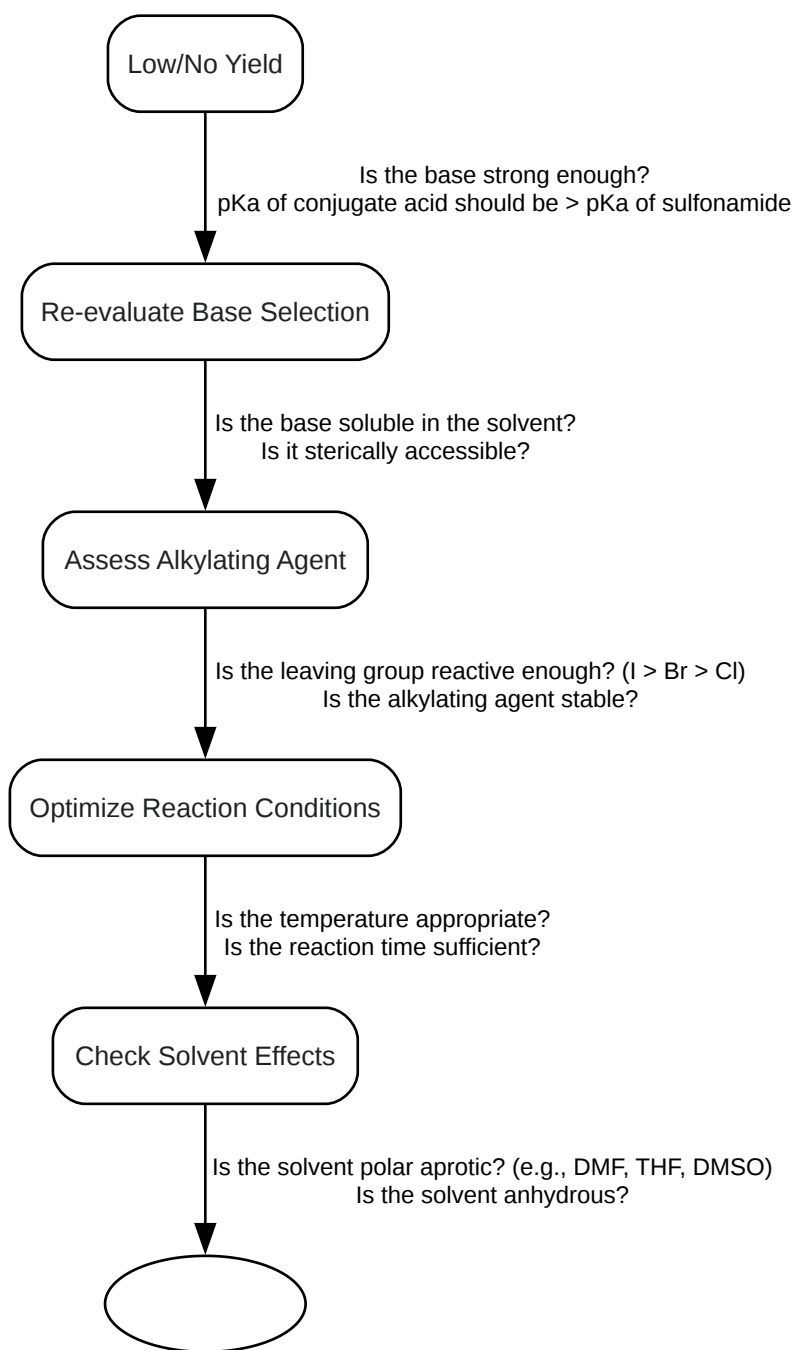 Low/No Yield
Is the base strong enough?
pKa of conjugate acid should be > pKa of sulfonamide
Re-evaluate Base Selection
Is the base soluble in the solvent?
Is it sterically accessible?
Assess Alkylating Agent
Is the leaving group reactive enough? (I > Br > Cl)
Is the alkylating agent stable?
Optimize Reaction Conditions
Is the temperature appropriate?
Is the reaction time sufficient?
Check Solvent Effects
Is the solvent polar aprotic? (e.g., DMF, THF, DMSO)
Is the solvent anhydrous?